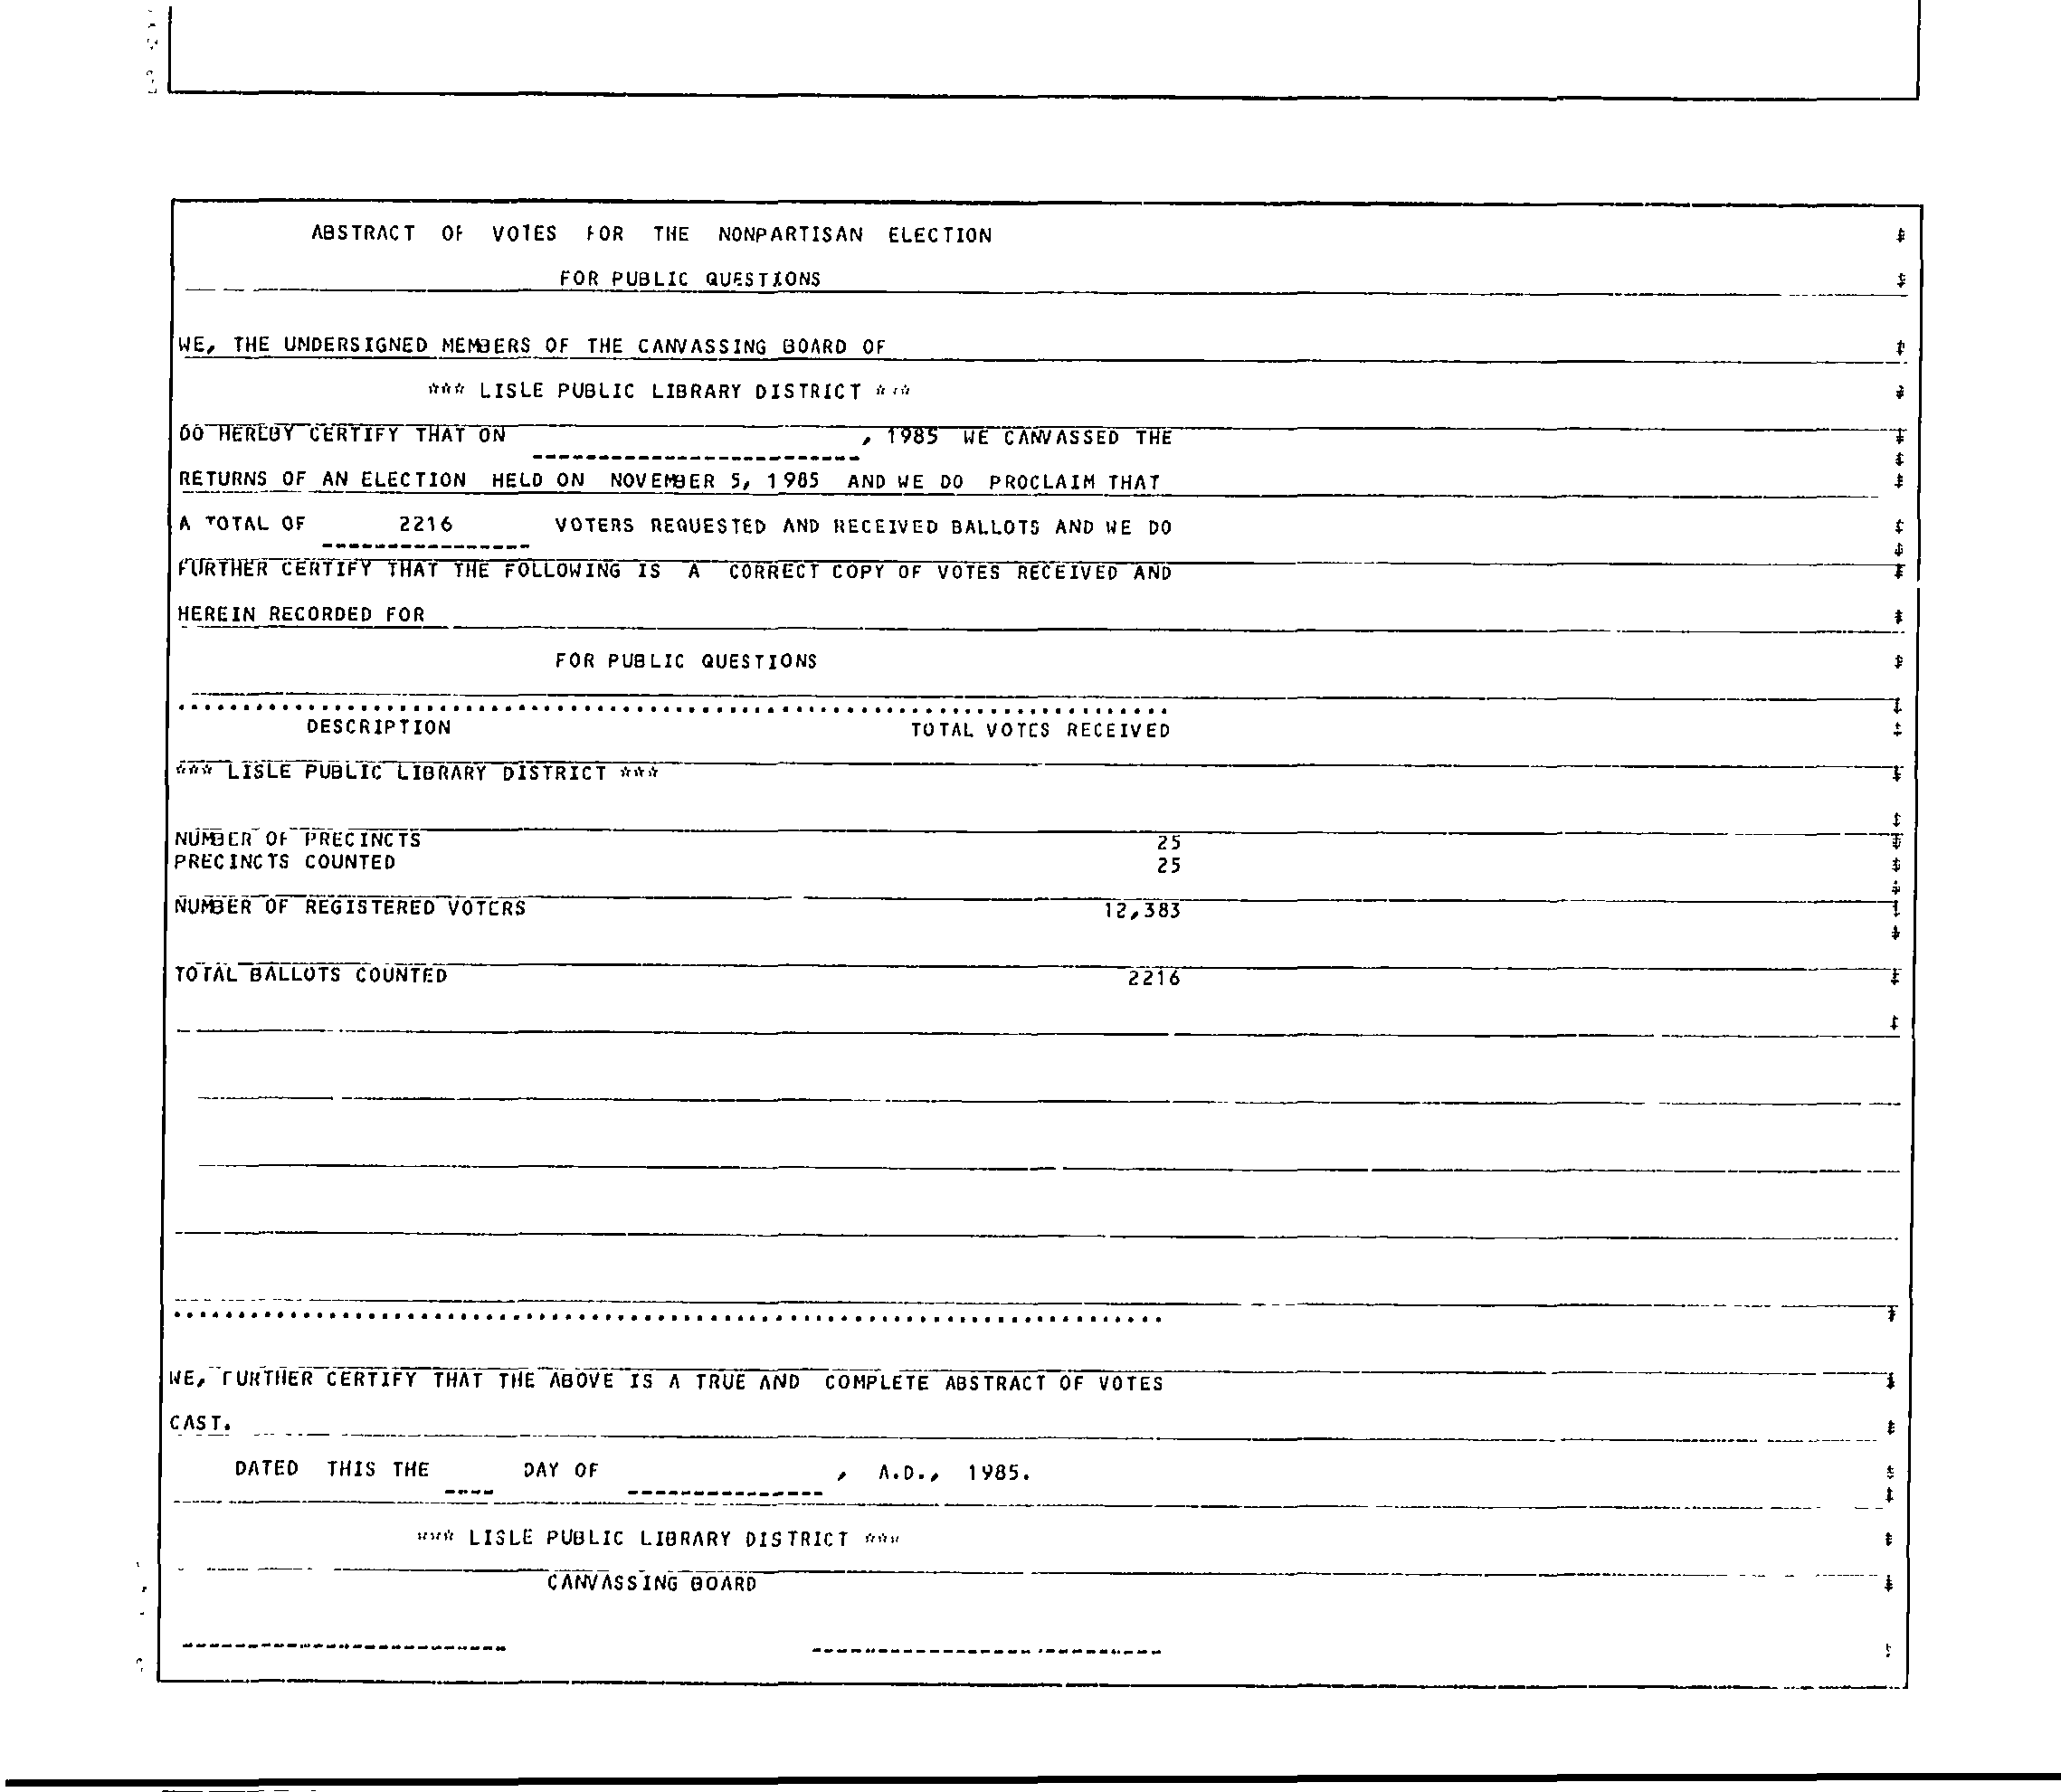 ABSTRACT OF VOTES FOR THE NONPARTISAN ELECTION
FOR PUBLIC QUESTIONS
WE, THE UNDERSIGNED MEMBERS OF THE CANVASSING BOARD OF
*** LISLE PUBLIC LIBRARY DISTRICT ***
DO HEREBY CERTIFY THAT ON , 1985 WE CANVASSED THE
RETURNS OF AN ELECTION HELD ON NOVEMBER 5, 1985 AND WE DO PROCLAIM THAT
A TOTAL OF 2216 VOTERS REQUESTED AND RECEIVED BALLOTS AND WE DO
FURTHER CERTIFY THAT THE FOLLOWING IS A CORRECT COPY OF VOTES RECEIVED AND
HEREIN RECORDED FOR
FOR PUBLIC QUESTIONS
DESCRIPTION TOTAL VOTES RECEIVED
*** LISLE PUBLIC LIBRARY DISTRICT ***
NUMBER OF PRECINCTS 25
PRECINCTS COUNTED 25
NUMBER OF REGISTERED VOTERS 12,383
TOTAL BALLOTS COUNTED 2216
WE, FURTHER CERTIFY THAT THE ABOVE IS A TRUE AND COMPLETE ABSTRACT OF VOTES
CAST.
DATED THIS THE DAY OF , A.D., 1985.
*** LISLE PUBLIC LIBRARY DISTRICT ***
CANVASSING BOARD